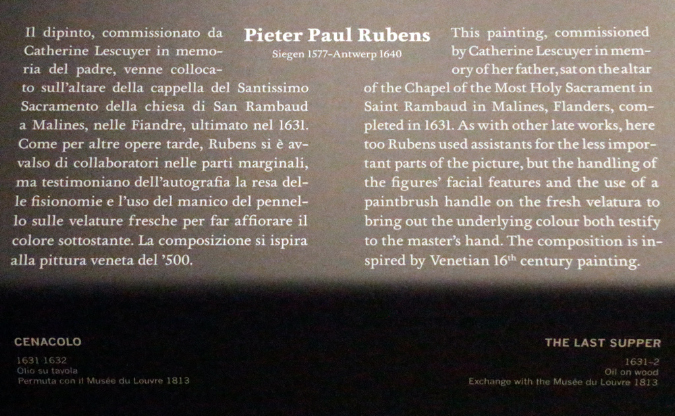 Pieter Paul Rubens
Siegen 1577–Antwerp 1640
Il dipinto, commissionato da
Catherine Lescuyer in memo-
ria del padre, venne colloca-
to sull'altare della cappella del Santissimo
Sacramento della chiesa di San Rambaud
a Malines, nelle Fiandre, ultimato nel 1631.
Come per altre opere tarde, Rubens si è av-
valso di collaboratori nelle parti marginali,
ma testimoniano dell'autografia la resa del-
le fisionomie e l'uso del manico del pennel-
lo sulle velature fresche per far affiorare il
colore sottostante. La composizione si ispira
alla pittura veneta del '500.
This painting, commissioned
by Catherine Lescuyer in mem-
ory of her father, sat on the altar
of the Chapel of the Most Holy Sacrament in
Saint Rambaud in Malines, Flanders, com-
pleted in 1631. As with other late works, here
too Rubens used assistants for the less impor-
tant parts of the picture, but the handling of
the figures' facial features and the use of a
paintbrush handle on the fresh velatura to
bring out the underlying colour both testify
to the master's hand. The composition is in-
spired by Venetian 16th century painting.
CENACOLO
1631-1632
Olio su tavola
Permuta con il Musée du Louvre 1813
THE LAST SUPPER
1631–2
Oil on wood
Exchange with the Musée du Louvre 1813